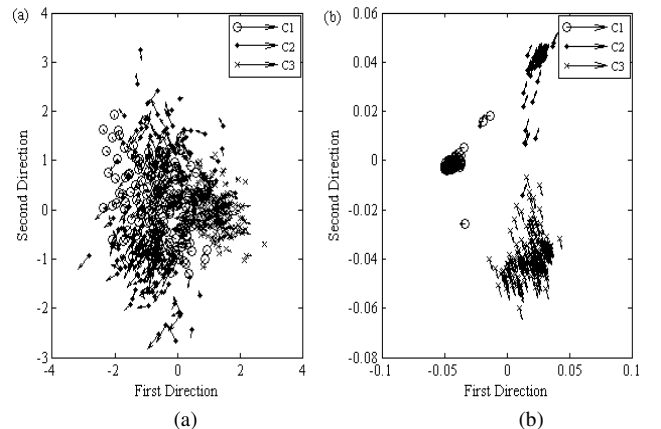 (a)
4
3
2
1
0
-1
-2
-3
-4
-2
0
2
4
Second Direction
First Direction
C1
C2
C3
(a)
(b)
0.06
0.04
0.02
0
-0.02
-0.04
-0.06
-0.08
-0.1
-0.05
0
0.05
0.1
Second Direction
First Direction
C1
C2
C3
(b)